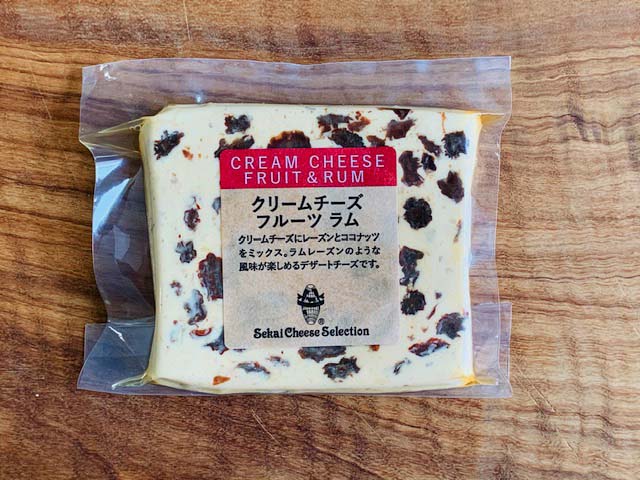 CREAM CHEESE
FRUIT & RUM
クリームチーズ
フルーツ ラム
クリームチーズにレーズンとココナッツ
をミックス。ラムレーズンのような
風味が楽しめるデザートチーズです。
®
Sekai Cheese Selection